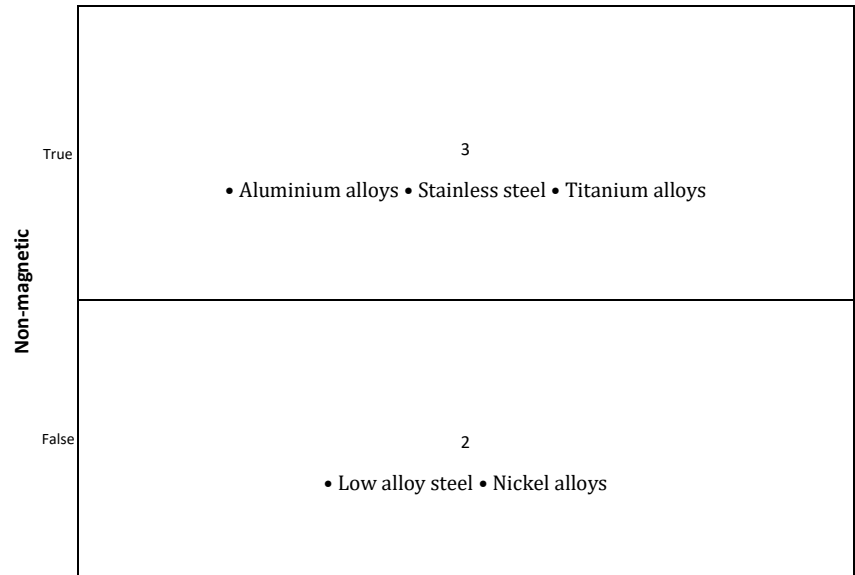 Non-magnetic
True
3
• Aluminium alloys • Stainless steel • Titanium alloys
False
2
• Low alloy steel • Nickel alloys